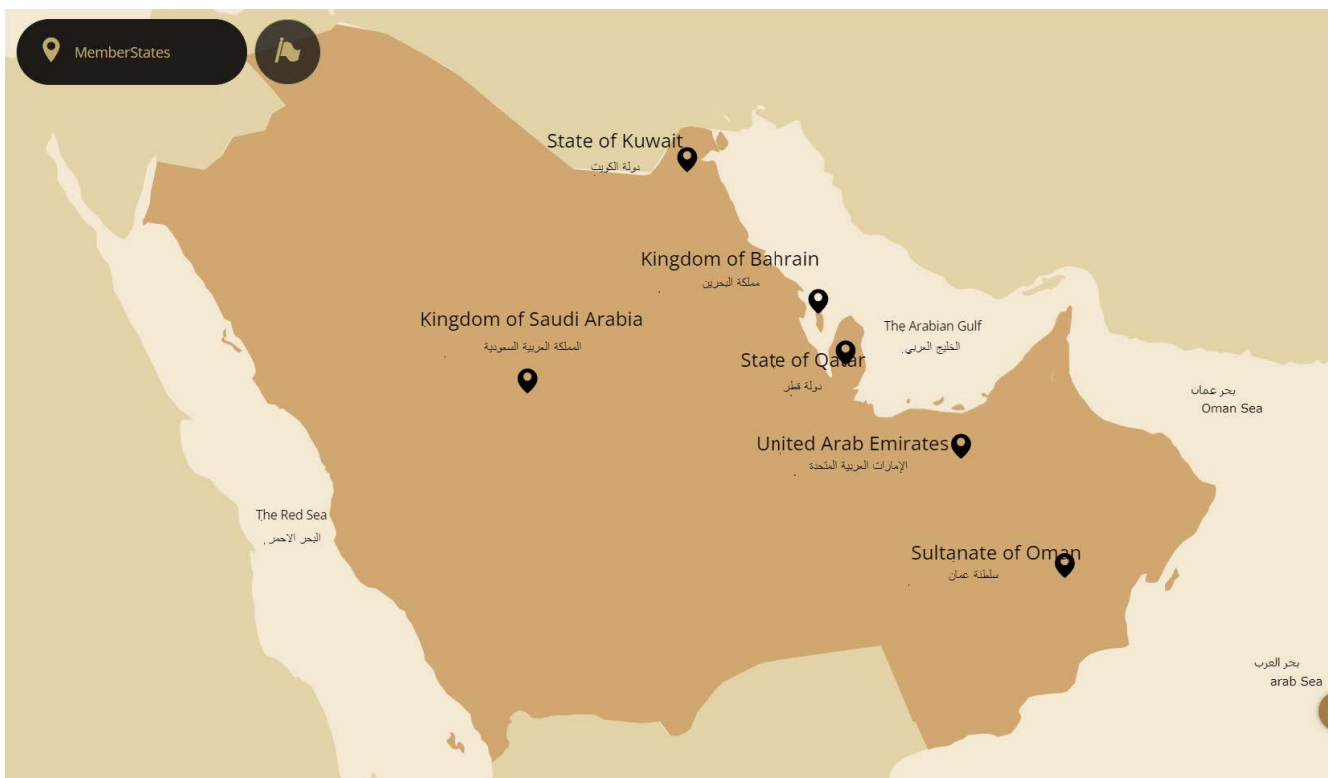 MemberStates
State of Kuwait
دولة الكويت
Kingdom of Bahrain
مملكة البحرين
Kingdom of Saudi Arabia
المملكة العربية السعودية
The Arabian Gulf
الخليج العربي
State of Qatar
دولة قطر
بحر عمان
Oman Sea
United Arab Emirates
الإمارات العربية المتحدة
The Red Sea
البحر الاحمر
Sultanate of Oman
سلطنة عمان
بحر العرب
arab Sea